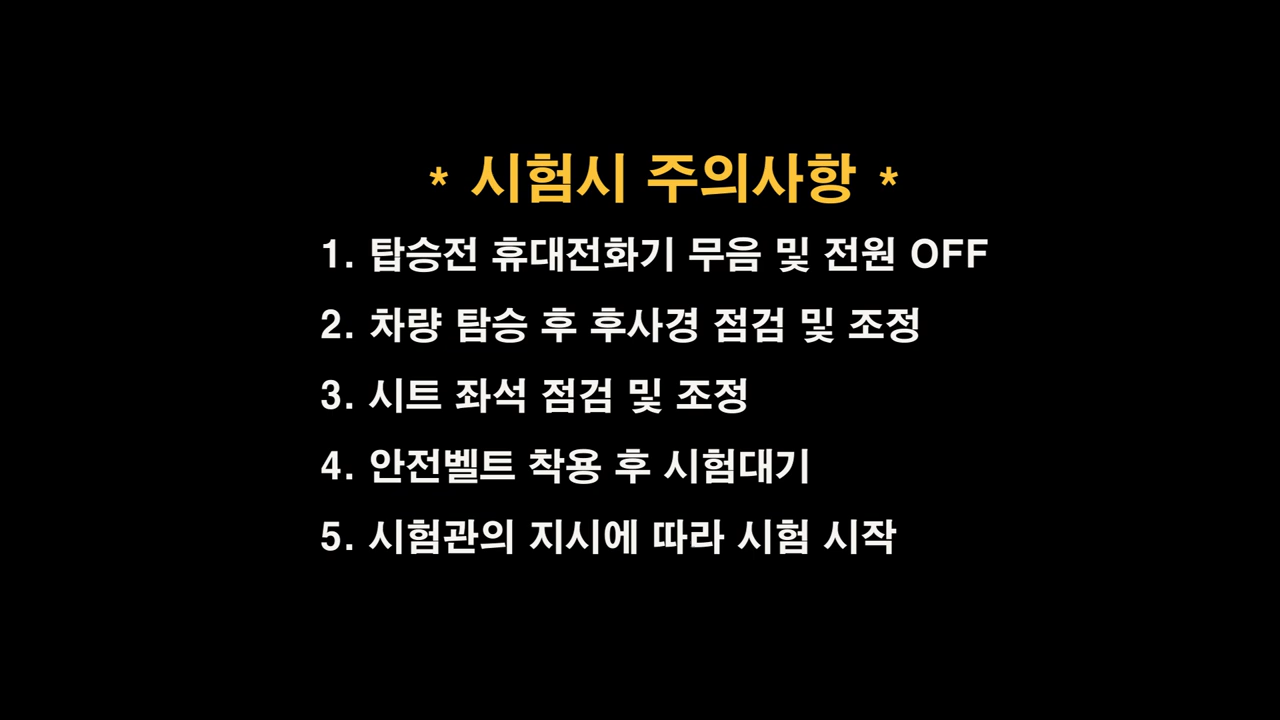 * 시험시 주의사항 *
1. 탑승전 휴대전화기 무음 및 전원 OFF
2. 차량 탐승 후 후사경 점검 및 조정
3. 시트 좌석 점검 및 조정
4. 안전벨트 착용 후 시험대기
5. 시험관의 지시에 따라 시험 시작